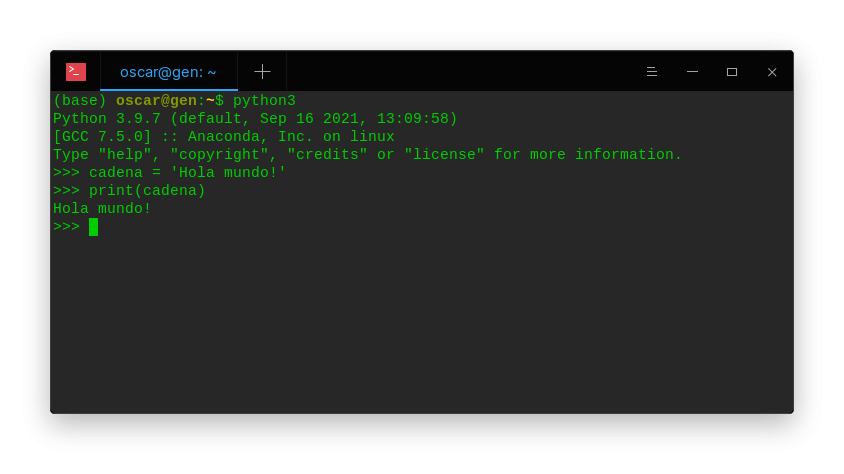 oscar@gen: ~
(base) oscar@gen:~$ python3
Python 3.9.7 (default, Sep 16 2021, 13:09:58)
[GCC 7.5.0] :: Anaconda, Inc. on linux
Type "help", "copyright", "credits" or "license" for more information.
>>> cadena = 'Hola mundo!'
>>> print(cadena)
Hola mundo!
>>>